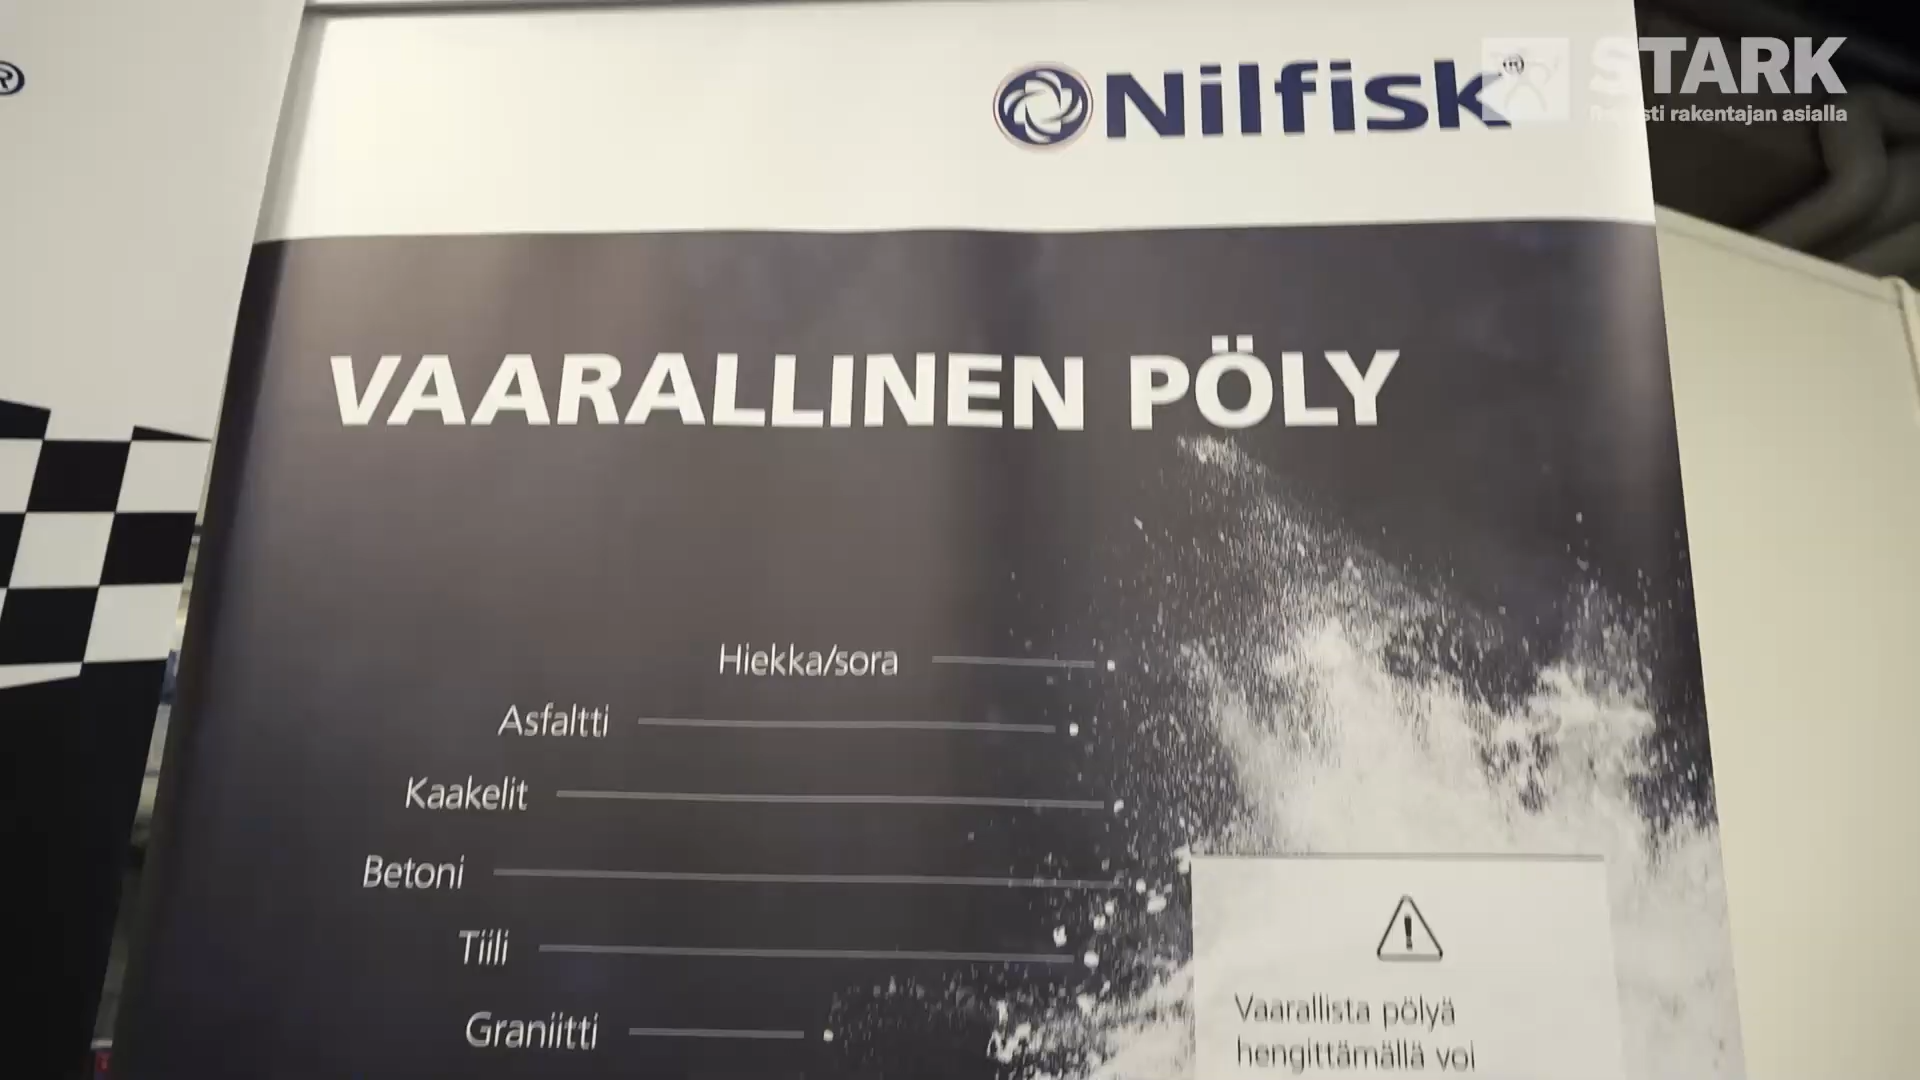 ®
Nilfisk®
STARK
rakentajan asialla
VAARALLINEN PÖLY
Hiekka/sora
Asfaltti
Kaakelit
Betoni
Tiili
Graniitti
Vaarallista pölyä
hengittämällä voi